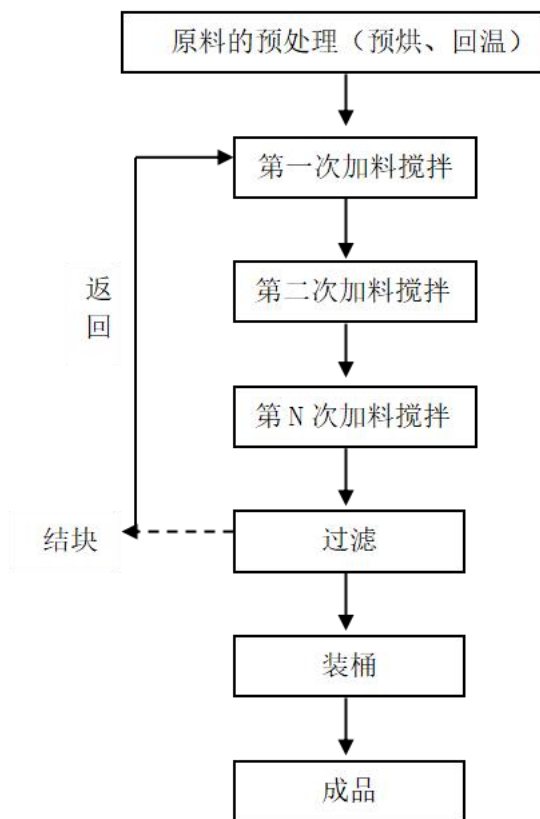 原料的预处理（预烘、回温）
第一次加料搅拌
第二次加料搅拌
返
回
第 N 次加料搅拌
结块
过滤
装桶
成品